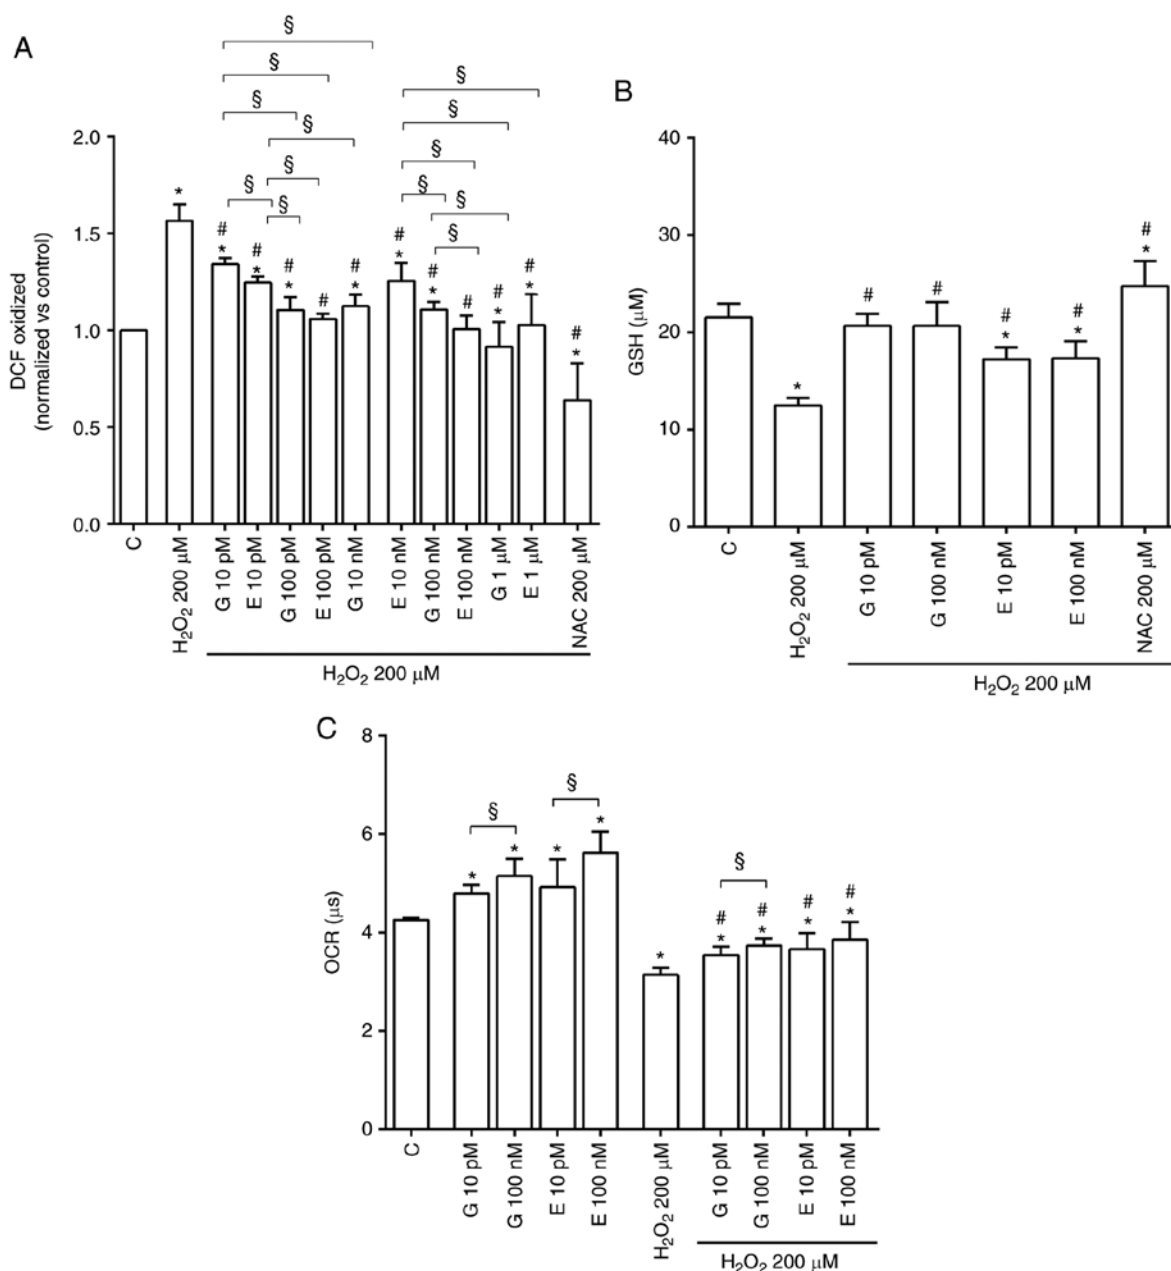 A
§
§
§
§
§
§
§
§
§
§
§
§
§
DCF oxidized
(normalized vs control)
2.0
1.5
1.0
0.5
0.0
*
#
*
#
*
#
*
#
#
*
#
*
#
*
#
#
*
#
*
#
*
C
H₂O₂ 200 µM
G 10 pM
E 10 pM
G 100 pM
E 100 pM
G 10 nM
E 10 nM
G 100 nM
E 100 nM
G 1 µM
E 1 µM
NAC 200 µM
H₂O₂ 200 µM
B
GSH (µM)
40
30
20
10
0
*
#
#
#
*
#
*
#
*
C
H₂O₂ 200 µM
G 10 pM
G 100 nM
E 10 pM
E 100 nM
NAC 200 µM
H₂O₂ 200 µM
C
OCR (µs)
8
6
4
2
0
§
§
§
*
*
*
*
*
#
*
#
*
#
*
#
*
C
G 10 pM
G 100 nM
E 10 pM
E 100 nM
H₂O₂ 200 µM
G 10 pM
G 100 nM
E 10 pM
E 100 nM
H₂O₂ 200 µM